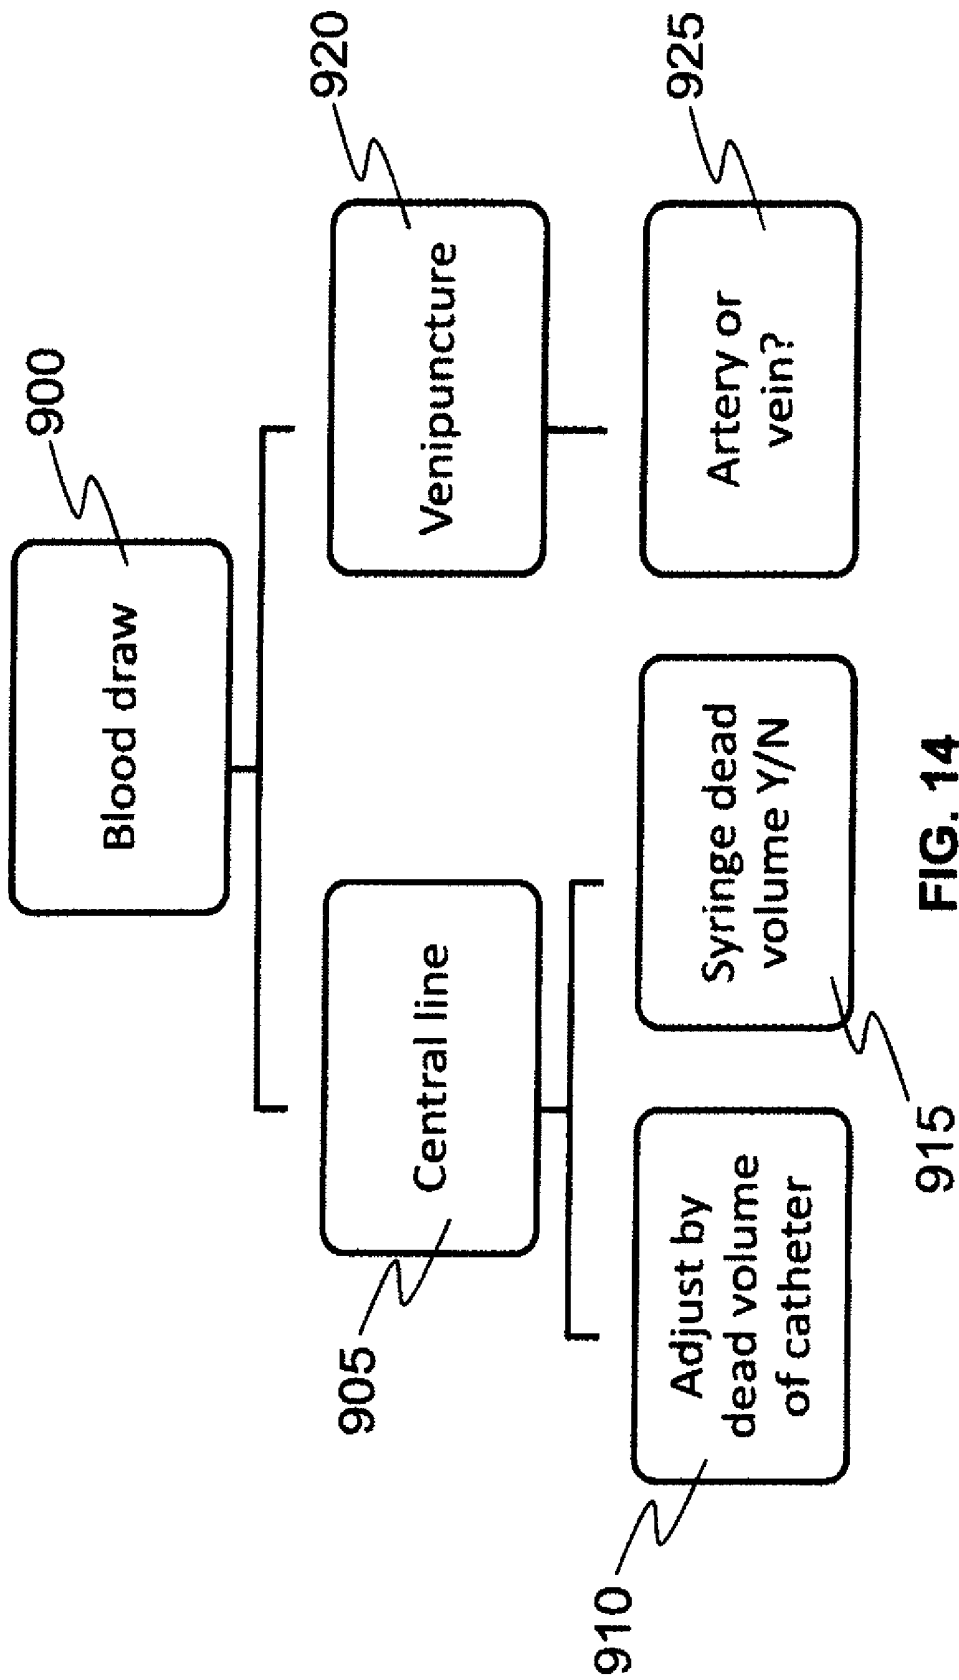 900
Blood draw
905
Central line
920
Venipuncture
910
Adjust by
dead volume
of catheter
915
Syringe dead
volume Y/N
925
Artery or
vein?
FIG. 14